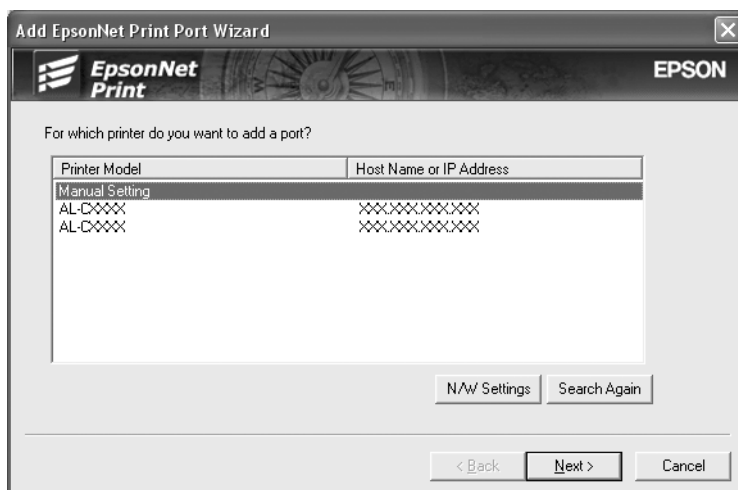 Add EpsonNet Print Port Wizard
EpsonNet
Print
EPSON
For which printer do you want to add a port?
Printer Model Host Name or IP Address
Manual Setting
AL-CXXXX XXX.XXX.XXX.XXX
AL-CXXXX XXX.XXX.XXX.XXX
N/W Settings Search Again
< Back Next > Cancel